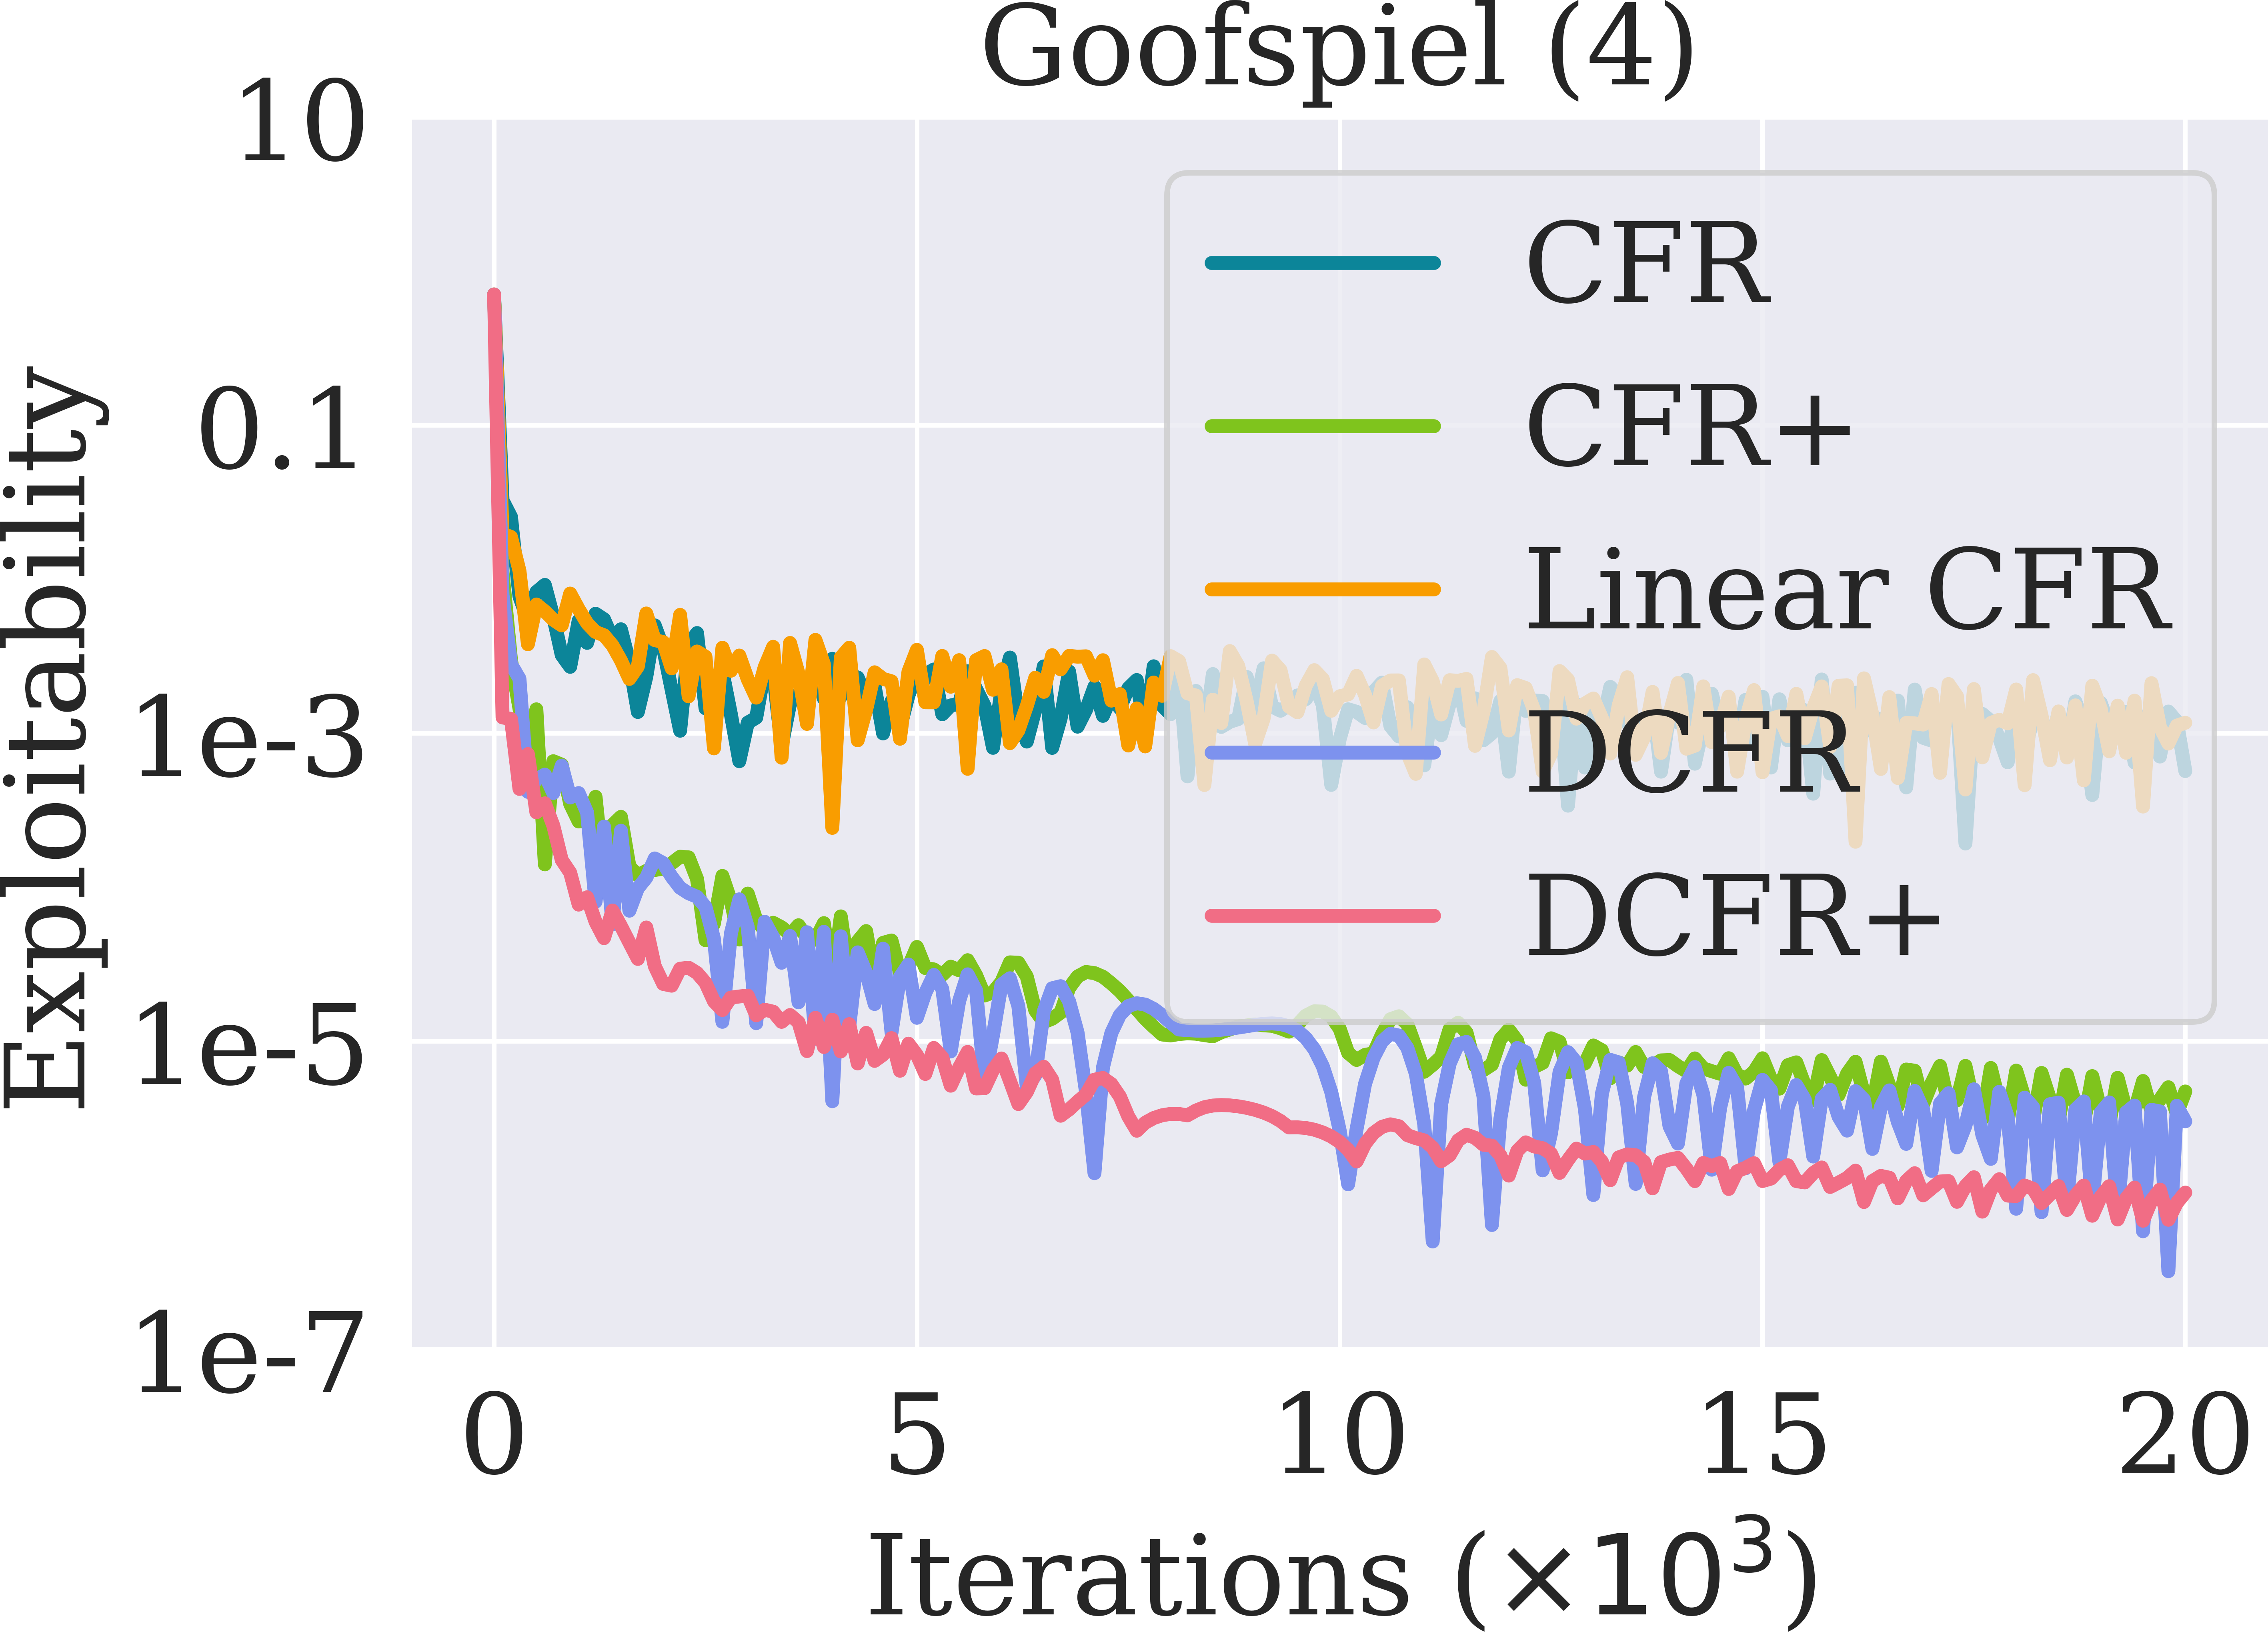 Goofspiel (4)
10
0.1
1e-3
1e-5
1e-7
Exploitability
CFR
CFR+
Linear CFR
DCFR
DCFR+
0 5 10 15 20
Iterations (×10³)